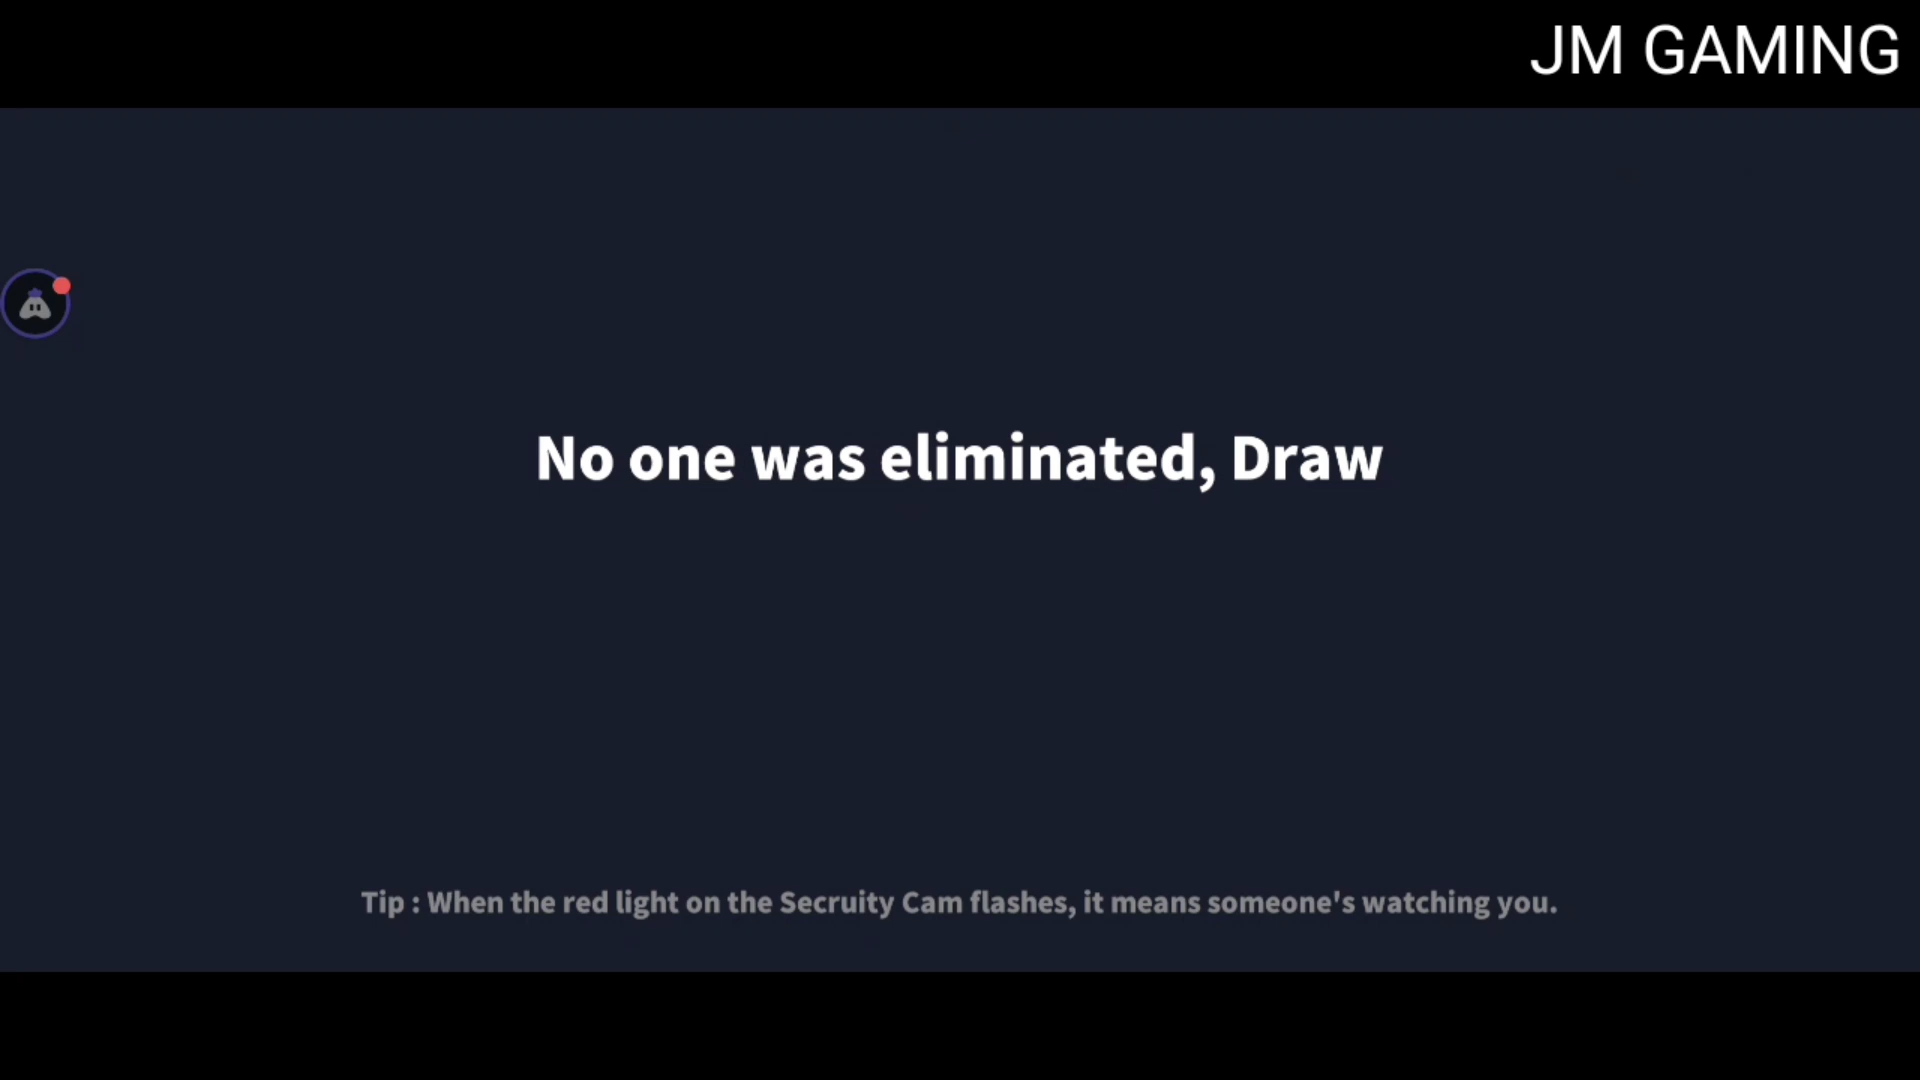 JM GAMING
No one was eliminated, Draw
Tip : When the red light on the Secruity Cam flashes, it means someone's watching you.